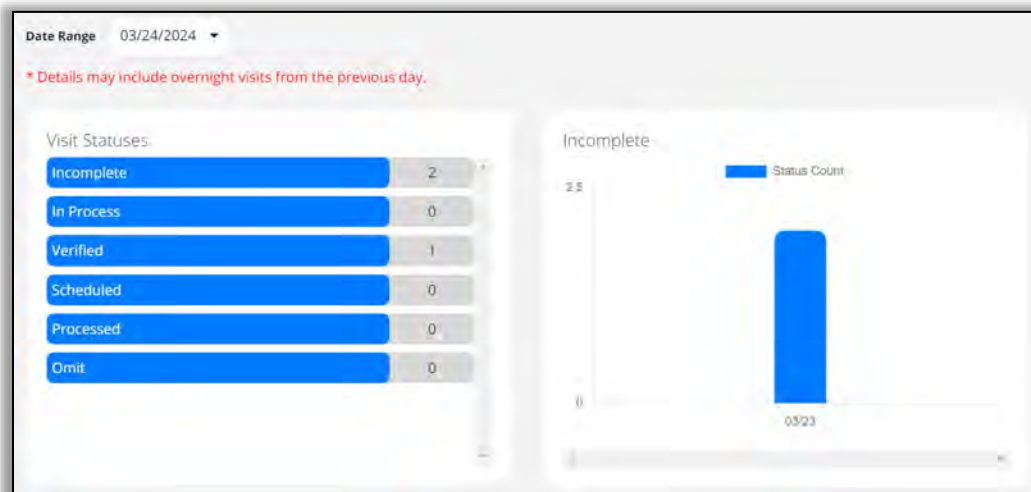 Date Range 03/24/2024
* Details may include overnight visits from the previous day.
Visit Statuses
Incomplete 2
In Process 0
Verified 1
Scheduled 0
Processed 0
Omit 0
Incomplete
Status Count
2.5
0
03/23